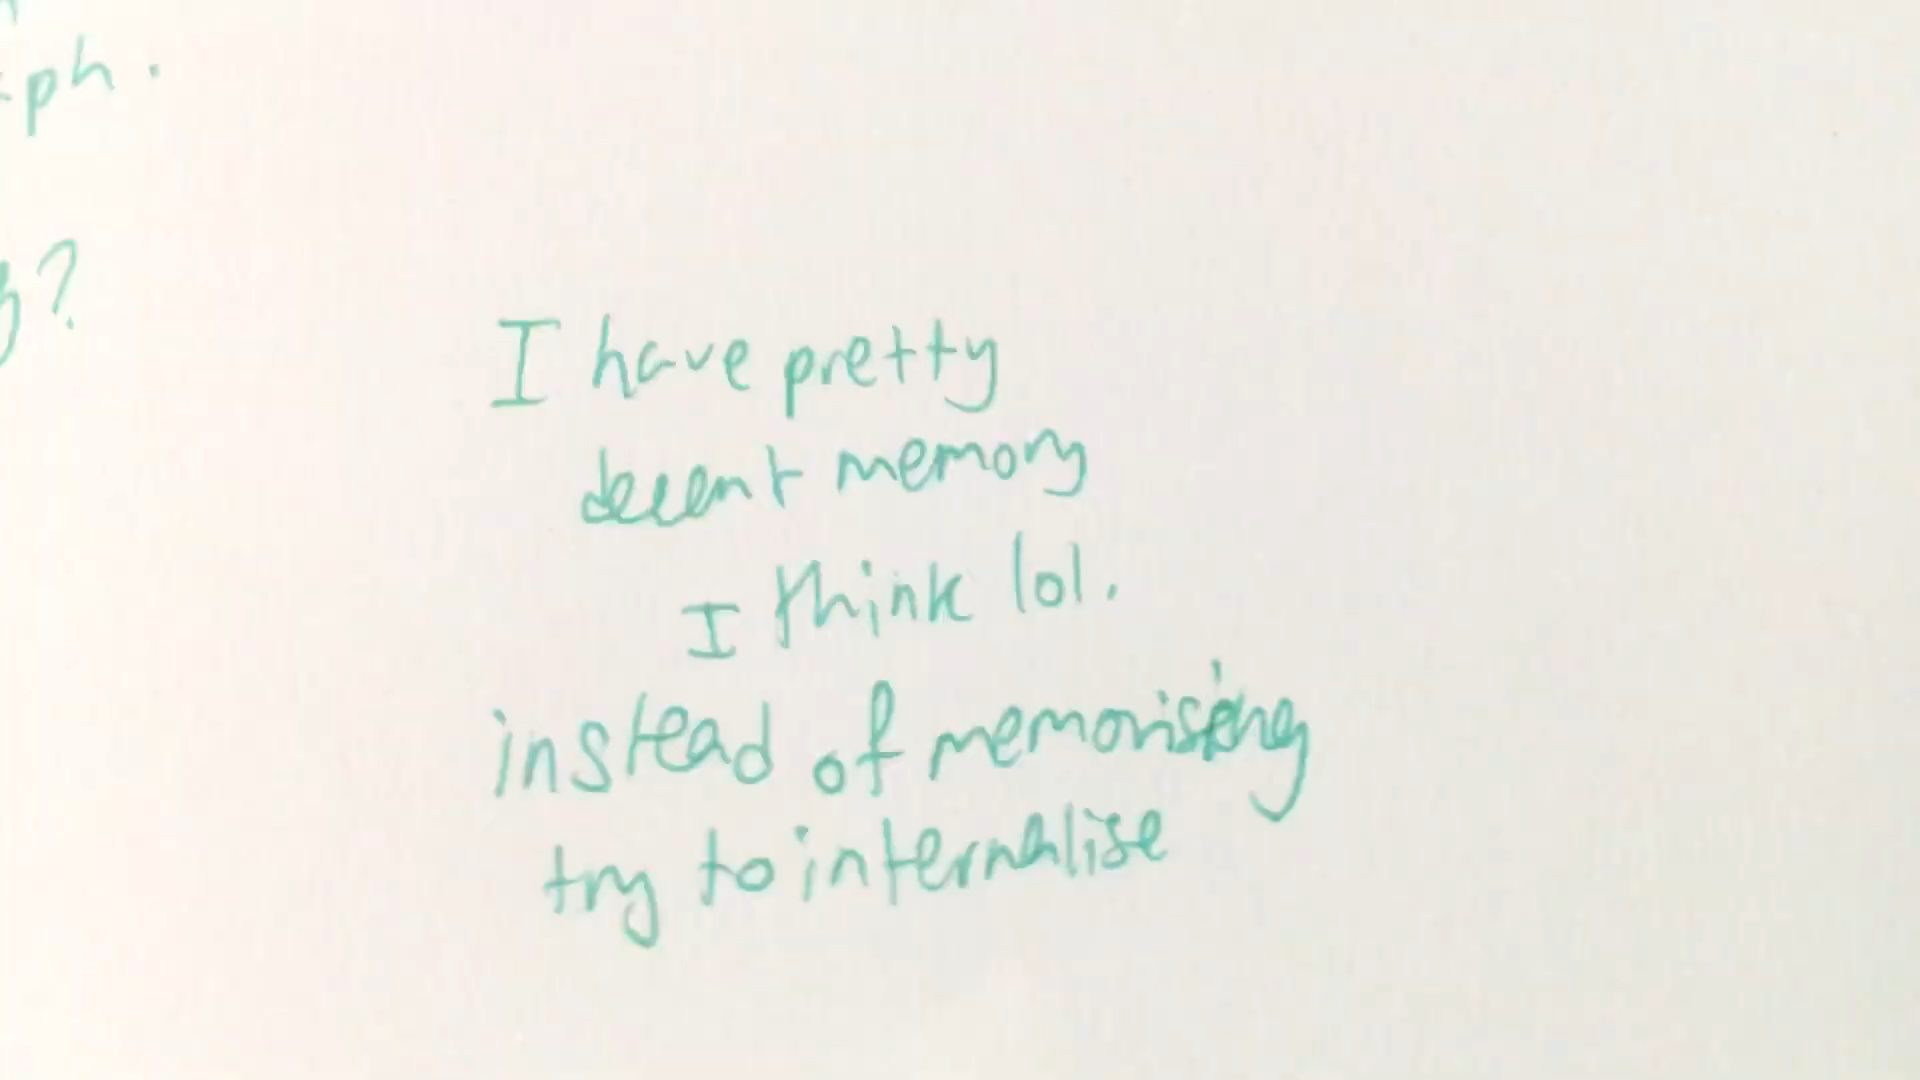 ph.
?
I have pretty
decent memory
I think lol.
instead of memorising
try to internalise